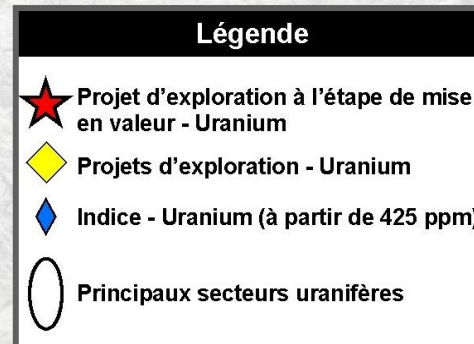 Légende
Projet d'exploration à l'étape de mise
en valeur - Uranium
Projets d'exploration - Uranium
Indice - Uranium (à partir de 425 ppm)
Principaux secteurs uranifères